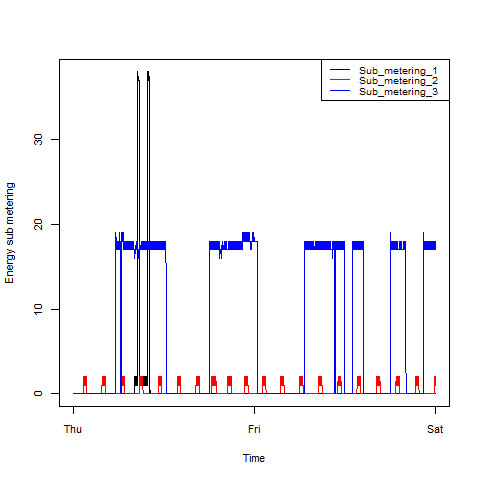 Sub_metering_1
Sub_metering_2
Sub_metering_3
Energy sub metering
30
20
10
0
Thu Fri Sat
Time